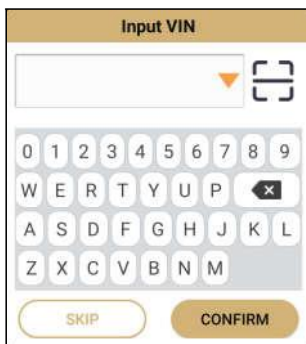 Input VIN
0 1 2 3 4 5 6 7 8 9
W E R T Y U P
A S D F G H J K L
Z X C V B N M
SKIP CONFIRM